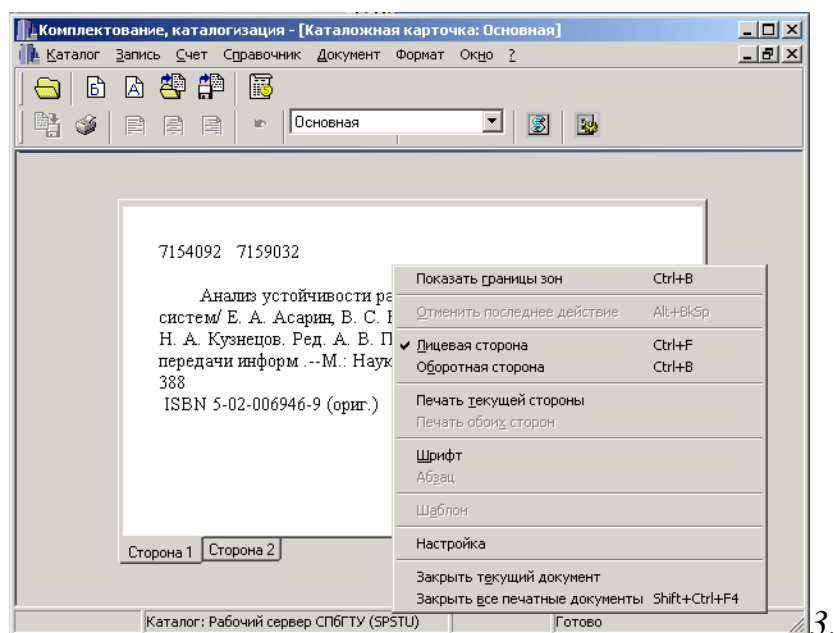 Комплектование, каталогизация - [Каталожная карточка: Основная]
Каталог Запись Счет Справочник Документ Формат Окно ?
Основная
7154092 7159032
Анализ устойчивости
систем/ Е. А. Асарин, В. С.
Н. А. Кузнецов. Ред. А. В.
передачи информ .--М.: Наук
388
ISBN 5-02-006946-9 (ориг.)
Показать границы зон Ctrl+B
Отменить последнее действие Alt+BkSp
Лицевая сторона Ctrl+F
Оборотная сторона Ctrl+B
Печать текущей стороны
Печать обоих сторон
Шрифт
Абзац
Шаблон
Настройка
Закрыть текущий документ
Закрыть все печатные документы Shift+Ctrl+F4
Сторона 1 Сторона 2
Каталог: Рабочий сервер СПбГТУ (SPSTU) Готово
3.